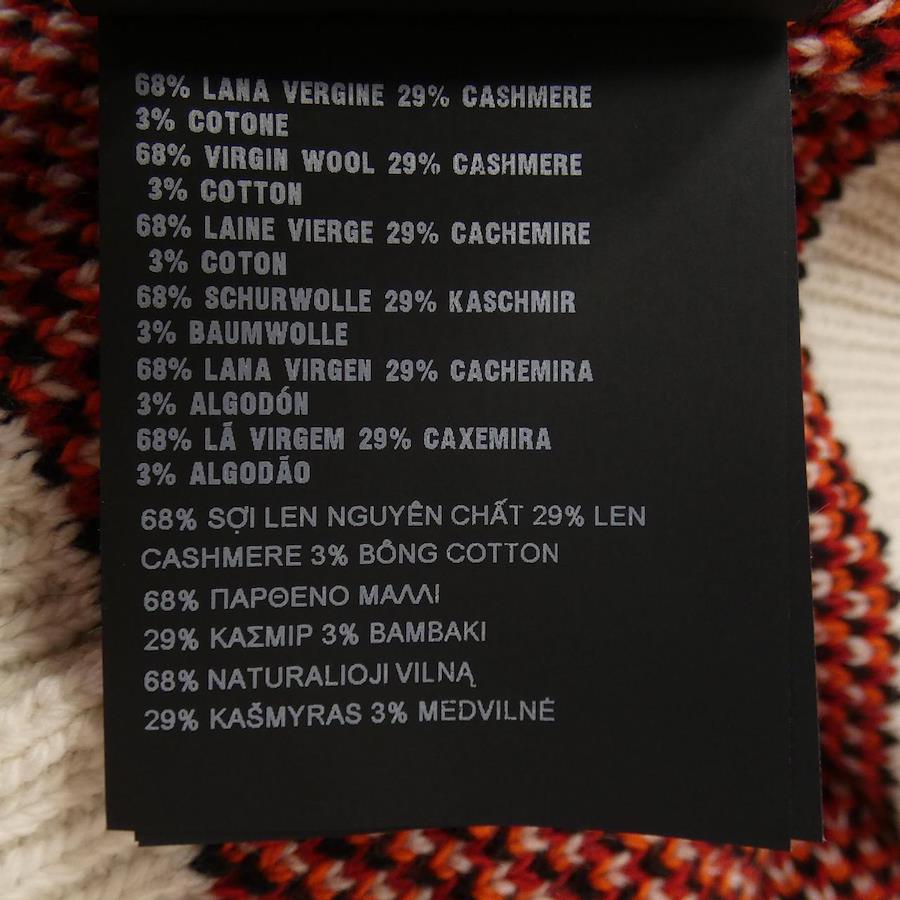 68% LANA VERGINE 29% CASHMERE
3% COTONE
68% VIRGIN WOOL 29% CASHMERE
3% COTTON
68% LAINE VIERGE 29% CACHEMIRE
3% COTON
68% SCHURWOLLE 29% KASCHMIR
3% BAUMWOLLE
68% LANA VIRGEN 29% CACHEMIRA
3% ALGODÓN
68% LÃ VIRGEM 29% CAXEMIRA
3% ALGODÃO
68% SỢI LEN NGUYÊN CHẤT 29% LEN
CASHMERE 3% BÔNG COTTON
68% ΠΑΡΘΕΝΟ ΜΑΛΛΙ
29% ΚΑΣΜΙΡ 3% ΒΑΜΒΑΚΙ
68% NATURALIOJI VILNĄ
29% KAŠMYRAS 3% MEDVILNĖ